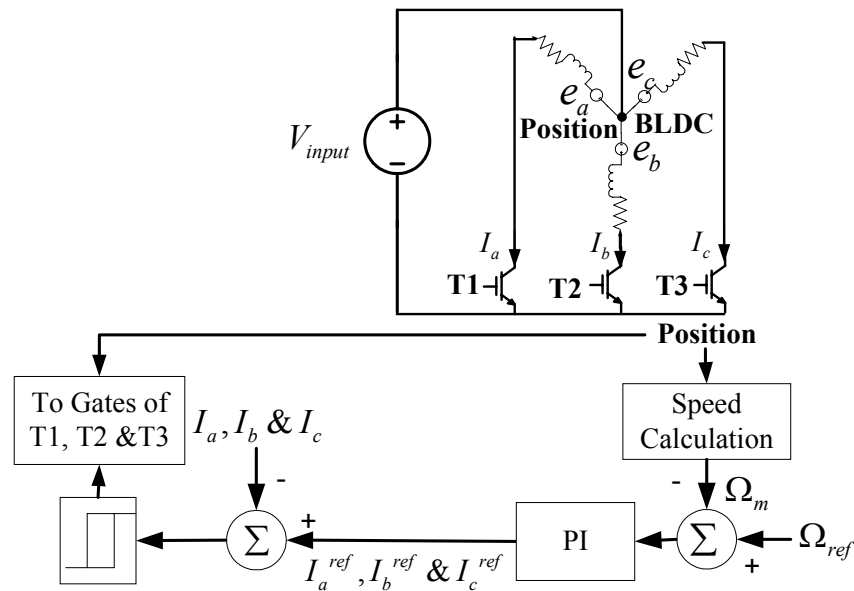 V_input
+
−
e_a
e_c
Position
BLDC
e_b
I_a
I_b
I_c
T1
T2
T3
Position
To Gates of
T1, T2 &T3
I_a, I_b & I_c
Speed
Calculation
-
-
Ω_m
+
Σ
PI
Σ
Ω_ref
+
I_a^ref, I_b^ref & I_c^ref